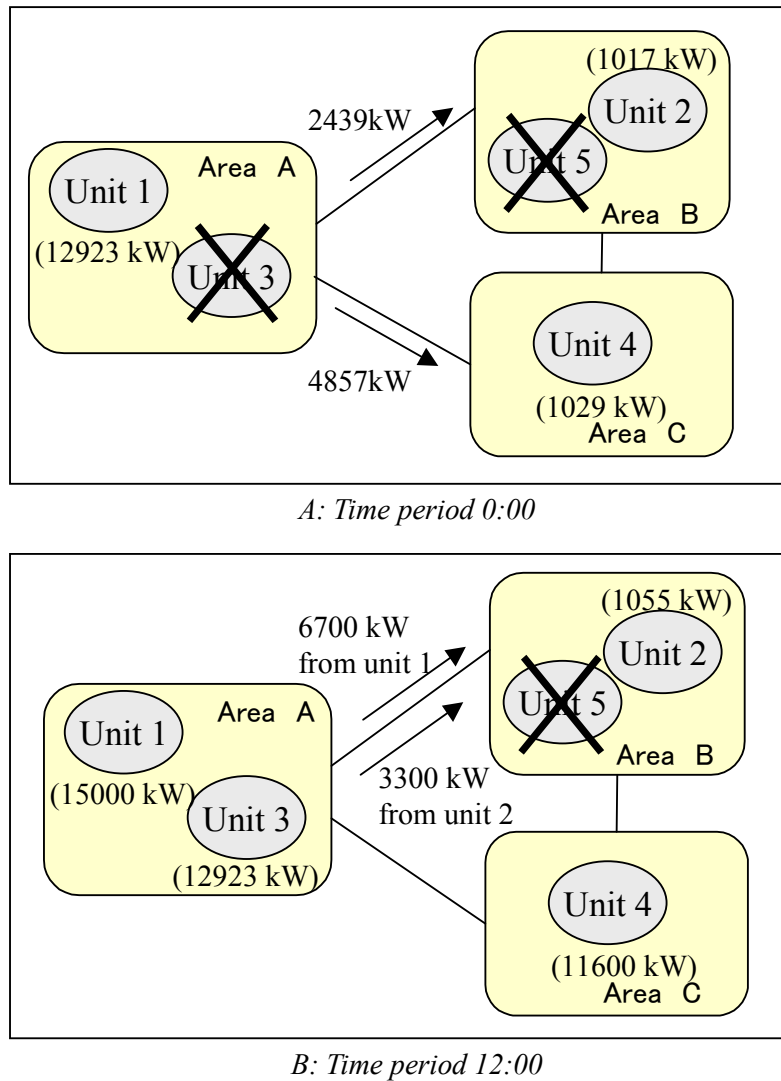 (1017 kW)
Unit 2
2439kW
Unit 5
Area A
Unit 1
Area B
(12923 kW)
Unit 3
Unit 4
4857kW
(1029 kW)
Area C
A: Time period 0:00
(1055 kW)
6700 kW
from unit 1
Unit 2
Unit 5
Area A
Unit 1
Area B
3300 kW
from unit 2
(15000 kW)
Unit 3
(12923 kW)
Unit 4
(11600 kW)
Area C
B: Time period 12:00